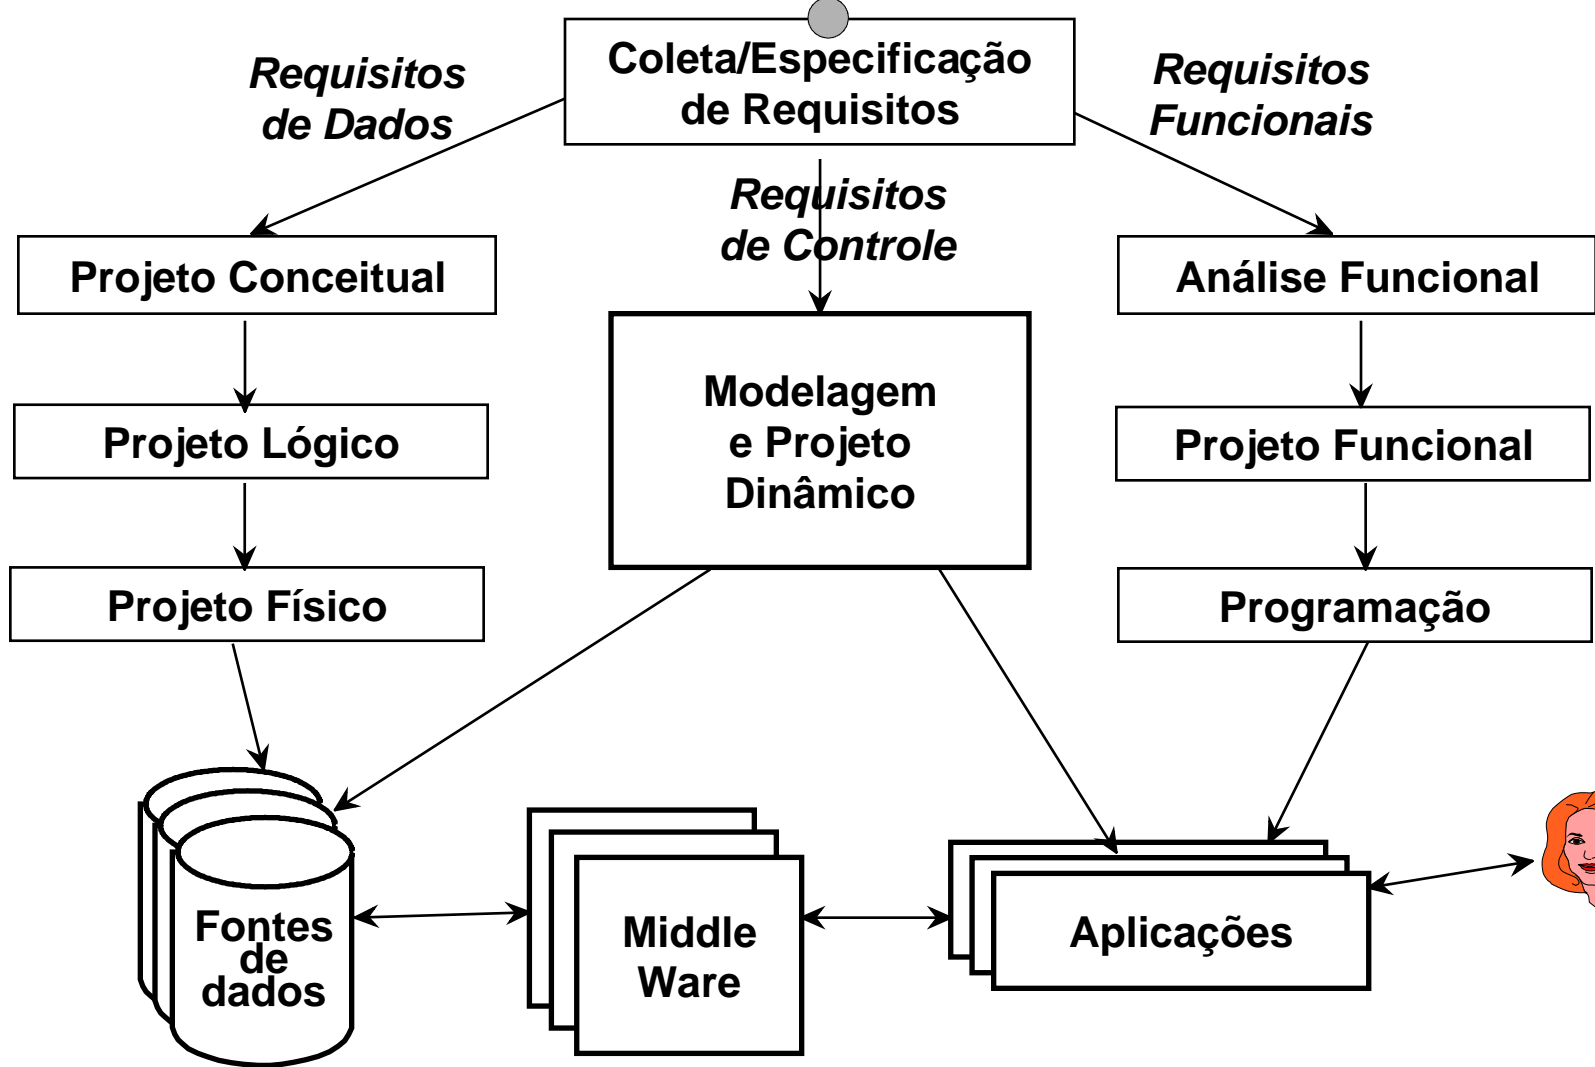 Coleta/Especificação
de Requisitos
Requisitos
de Dados
Requisitos
Funcionais
Requisitos
de Controle
Projeto Conceitual
Análise Funcional
Modelagem
e Projeto
Dinâmico
Projeto Lógico
Projeto Funcional
Projeto Físico
Programação
Fontes
de
dados
Middle
Ware
Aplicações